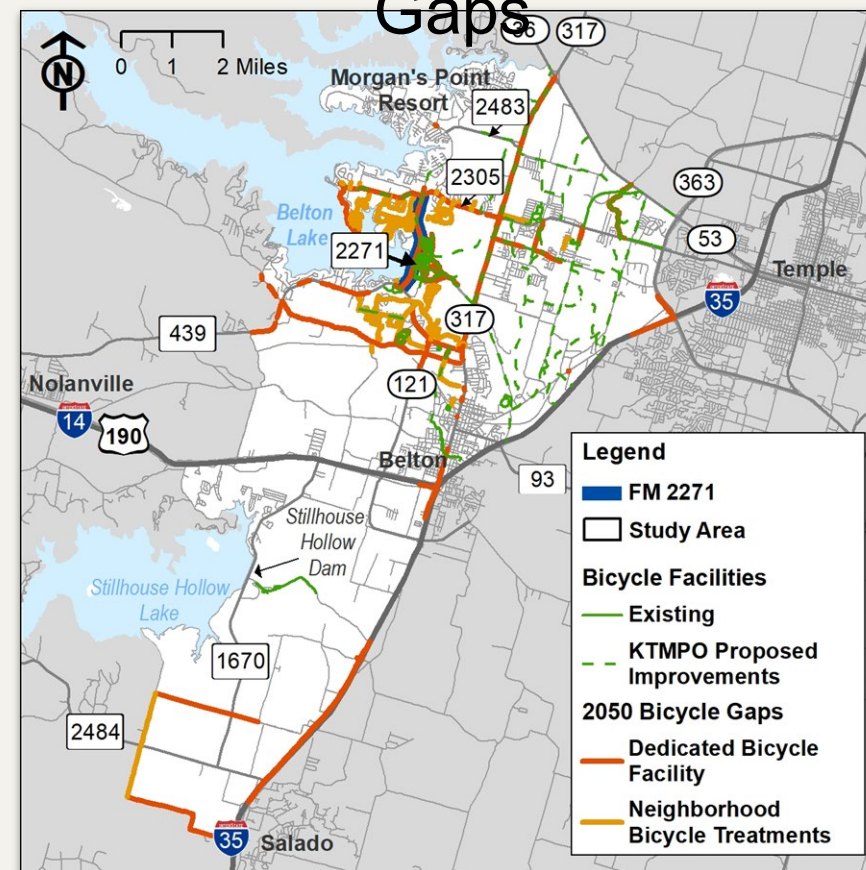 Gaps
36
317
N
0 1 2 Miles
Morgan's Point
Resort
2483
2305
363
53
Belton
Lake
2271
Temple
35
317
439
Nolanville
121
14
190
Belton
93
Stillhouse
Hollow
Dam
Stillhouse Hollow
Lake
1670
2484
35
Salado
Legend
FM 2271
Study Area
Bicycle Facilities
Existing
KTMPO Proposed
Improvements
2050 Bicycle Gaps
Dedicated Bicycle
Facility
Neighborhood
Bicycle Treatments